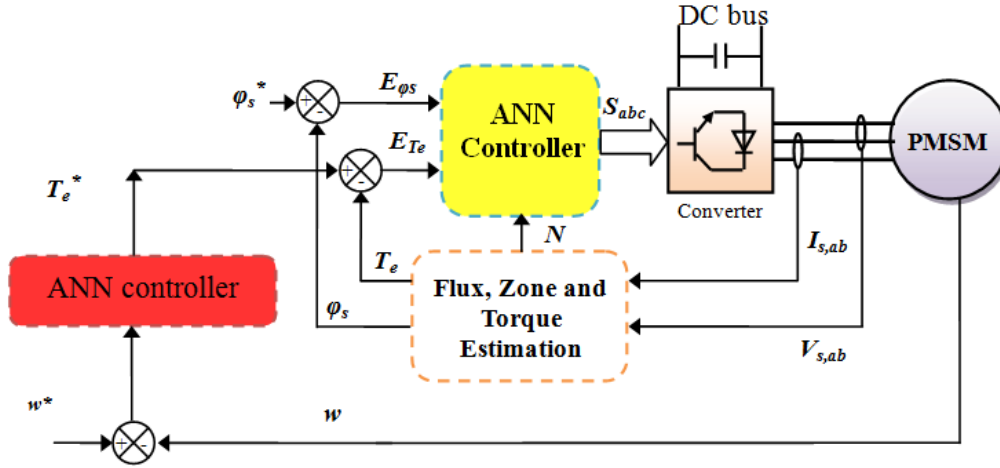 DC bus
φs*
Eφs
ANN
Controller
Sabc
PMSM
ETe
Te*
Converter
N
Is,ab
Te
ANN controller
Flux, Zone and
Torque
Estimation
φs
Vs,ab
w*
w
+
-
+
-
+
-